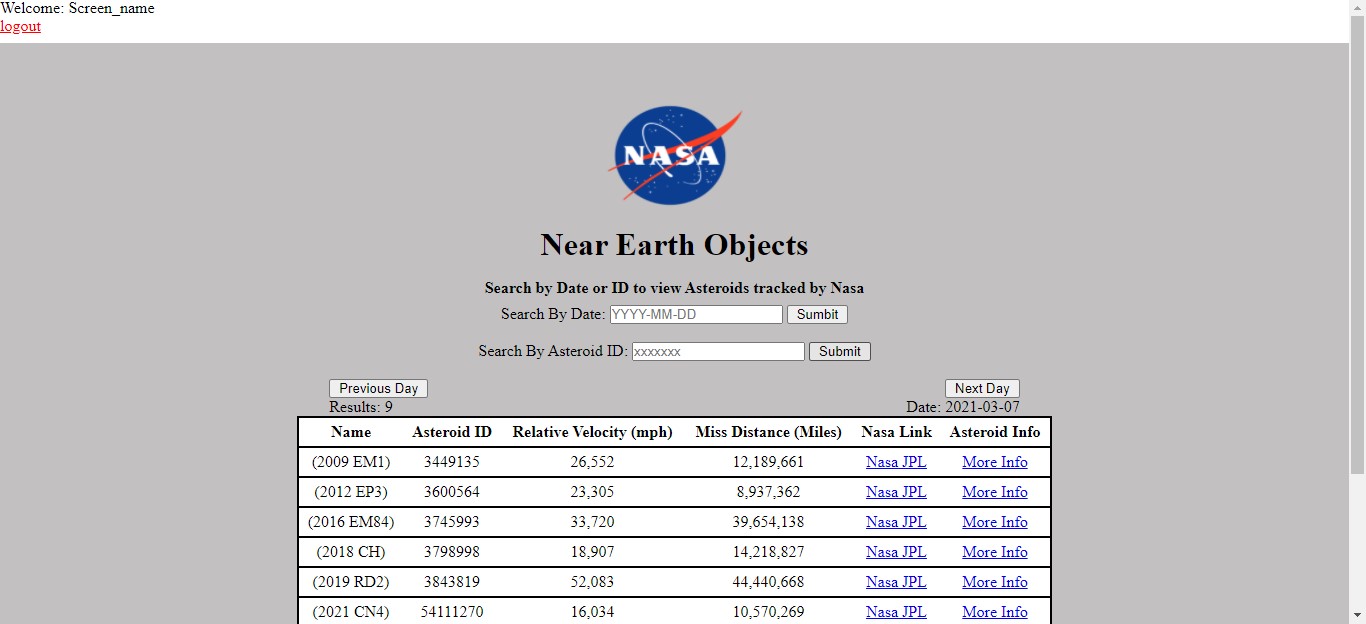 Welcome: Screen_name
logout
NASA
Near Earth Objects
Search by Date or ID to view Asteroids tracked by Nasa
Search By Date: YYYY-MM-DD Sumbit
Search By Asteroid ID: xxxxxxx Submit
Previous Day Next Day
Results: 9 Date: 2021-03-07
Name Asteroid ID Relative Velocity (mph) Miss Distance (Miles) Nasa Link Asteroid Info
(2009 EM1) 3449135 26,552 12,189,661 Nasa JPL More Info
(2012 EP3) 3600564 23,305 8,937,362 Nasa JPL More Info
(2016 EM84) 3745993 33,720 39,654,138 Nasa JPL More Info
(2018 CH) 3798998 18,907 14,218,827 Nasa JPL More Info
(2019 RD2) 3843819 52,083 44,440,668 Nasa JPL More Info
(2021 CN4) 54111270 16,034 10,570,269 Nasa JPL More Info